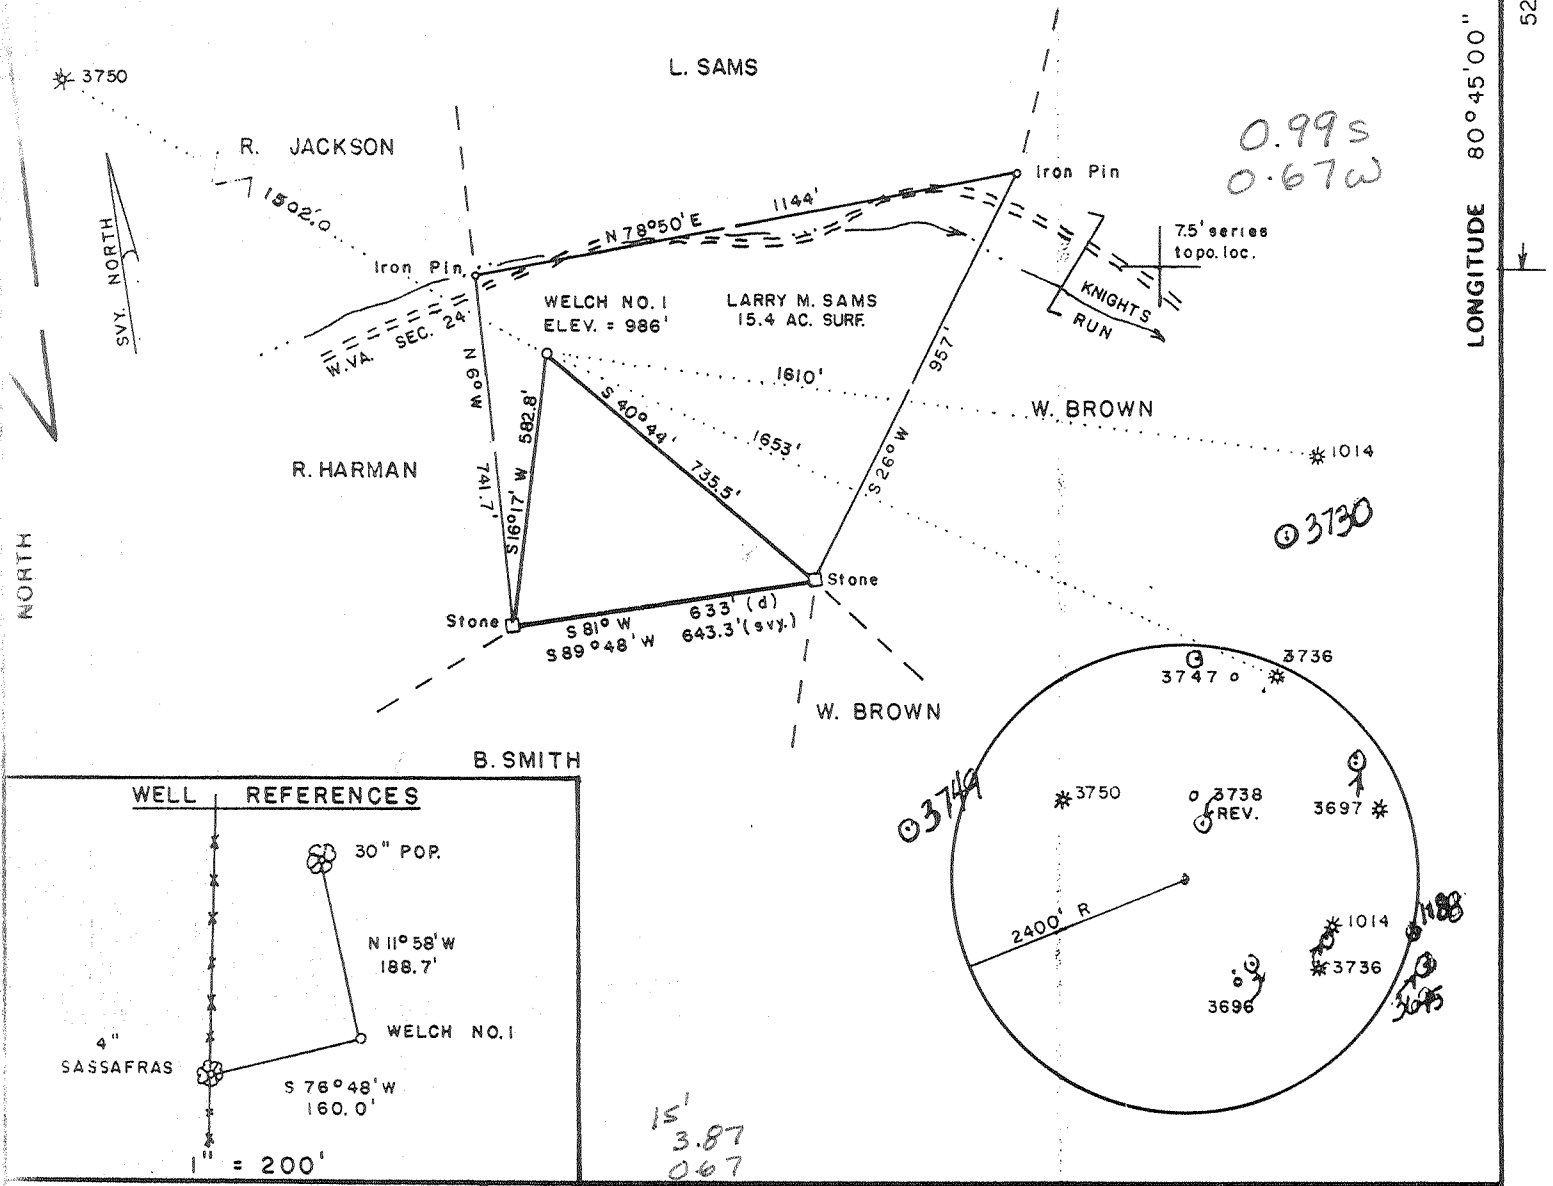 52
3750
L. SAMS
LONGITUDE 80°45'00"
R. JACKSON
0.99 S
0.67 W
1502.0
Iron Pin
1144'
N 78°50' E
7.5' series
topo. loc.
SVY. NORTH
Iron Pin
WELCH NO. 1
ELEV. = 986'
LARRY M. SAMS
15.4 AC. SURF.
KNIGHTS
RUN
W. VA. SEC. 24
N 6° W
741.7'
582.8'
S 16°17' W
S 40°44'
735.5'
1610'
1653'
957'
S 26° W
W. BROWN
1014
R. HARMAN
3730
NORTH
Stone
Stone
S 81° W 633' (d)
S 89°48' W 643.3' (svy.)
3736
3747
W. BROWN
B. SMITH
WELL REFERENCES
3749
3750
3738
REV.
3697
30" POP.
2400' R
1014
1188
N 11°58' W
188.7'
3736
3696
3695
WELCH NO. 1
4"
SASSAFRAS
S 76°48' W
160.0'
15'
3.87
0.67
1" = 200'